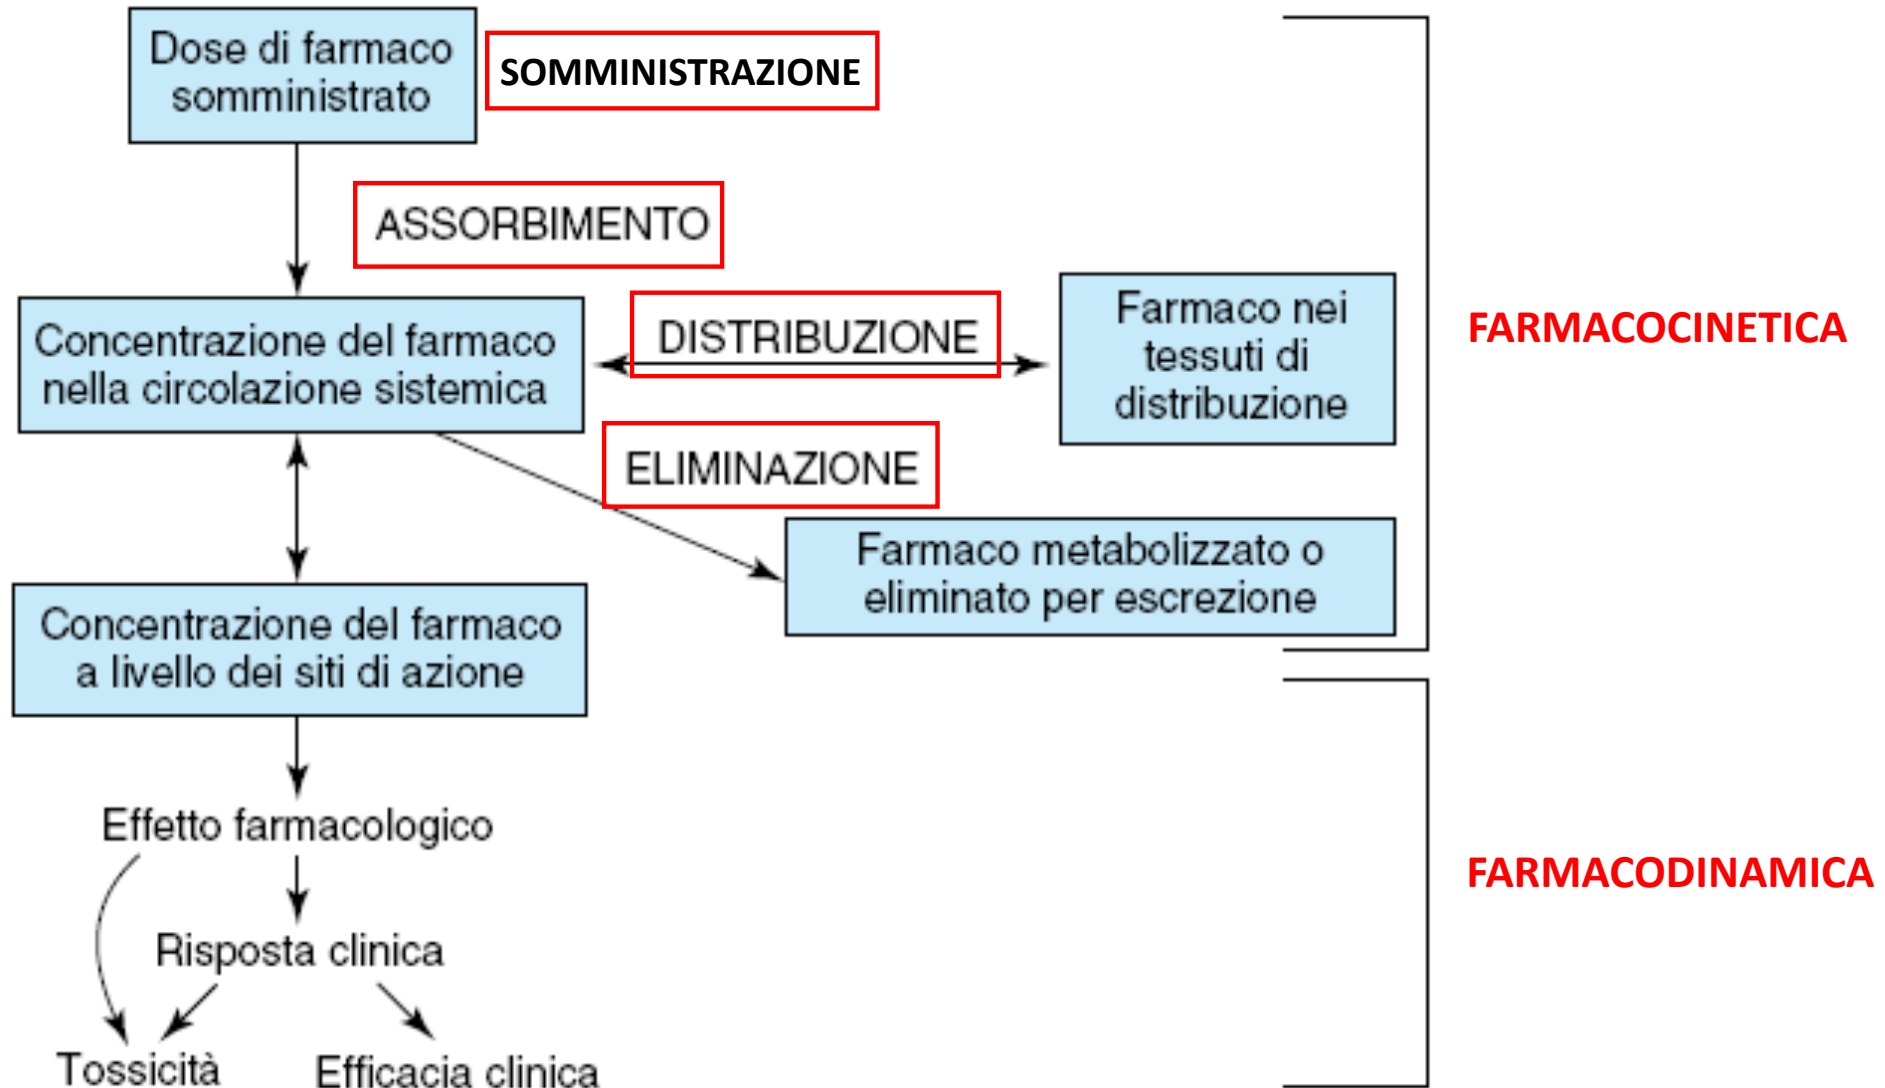 Dose di farmaco
somministrato
SOMMINISTRAZIONE
ASSORBIMENTO
Concentrazione del farmaco
nella circolazione sistemica
DISTRIBUZIONE
Farmaco nei
tessuti di
distribuzione
FARMACOCINETICA
ELIMINAZIONE
Farmaco metabolizzato o
eliminato per escrezione
Concentrazione del farmaco
a livello dei siti di azione
Effetto farmacologico
FARMACODINAMICA
Risposta clinica
Tossicità
Efficacia clinica